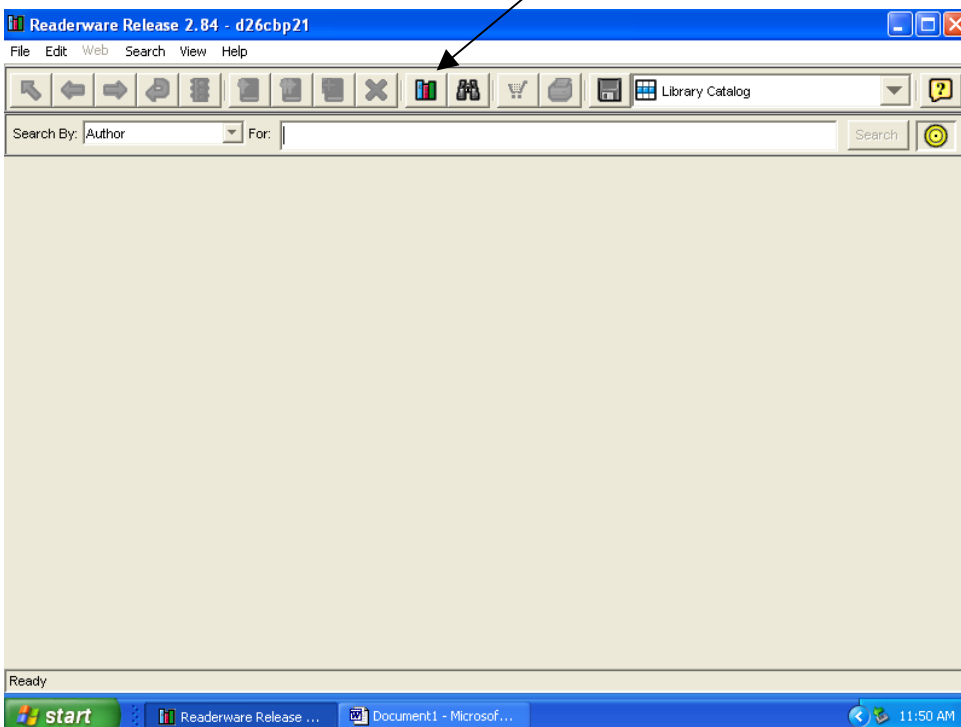 Readerware Release 2.84 - d26cbp21
File Edit Web Search View Help
Library Catalog
Search By: Author For: Search
Ready
start Readerware Release ... Document1 - Microsof... 11:50 AM